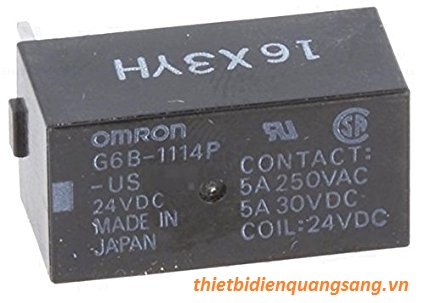 16X3YH
omron
G6B-1114P
-US
24VDC
MADE IN
JAPAN
CONTACT:
5A 250VAC
5A 30VDC
COIL:24VDC
thietbidienquangsang.vn